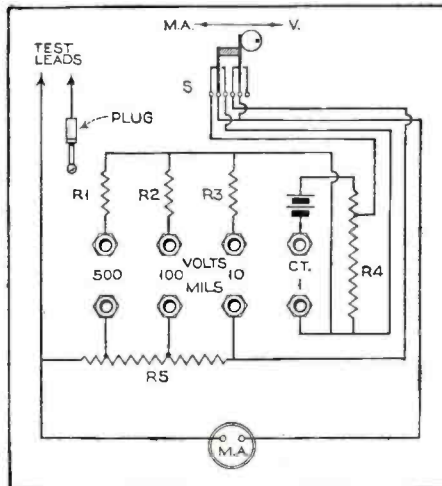 M.A. V.
TEST
LEADS
S
PLUG
R1 R2 R3
VOLTS
500 100 10 CT.
MILS 1
R4
R5
M.A.